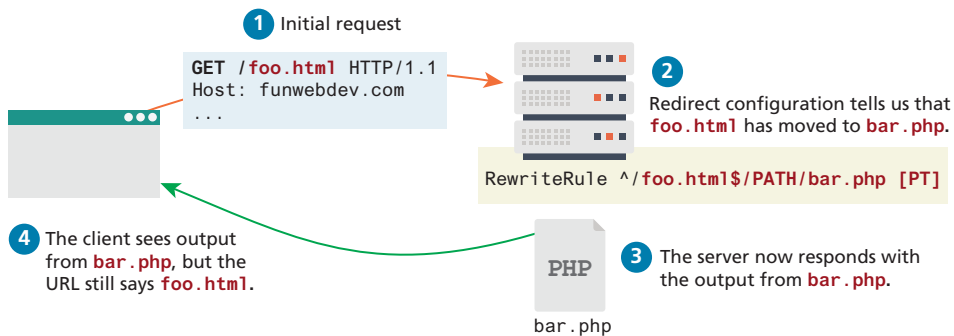 1 Initial request
GET /foo.html HTTP/1.1
Host: funwebdev.com
...
2
Redirect configuration tells us that
foo.html has moved to bar.php.
RewriteRule ^/foo.html$/PATH/bar.php [PT]
3 The server now responds with
the output from bar.php.
PHP
bar.php
4 The client sees output
from bar.php, but the
URL still says foo.html.